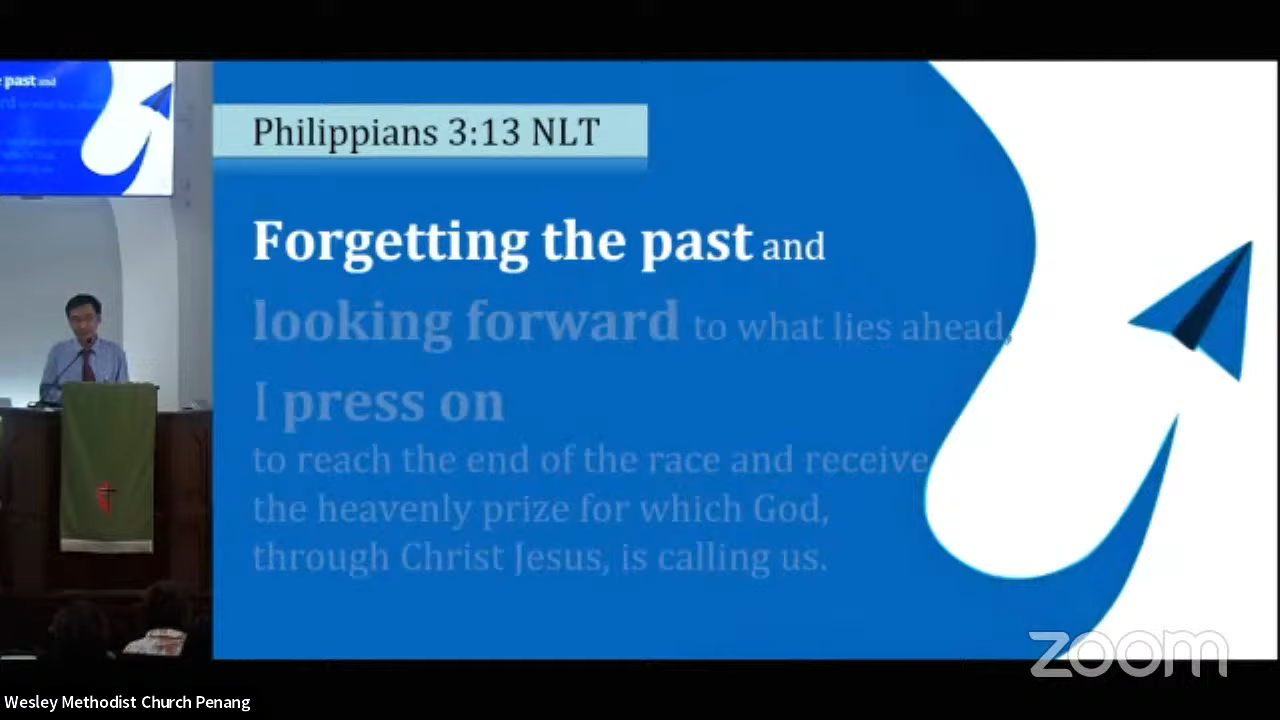 past and
Philippians 3:13 NLT
Forgetting the past and
looking forward to what lies ahead,
I press on
to reach the end of the race and receive
the heavenly prize for which God,
through Christ Jesus, is calling us.
zoom
Wesley Methodist Church Penang